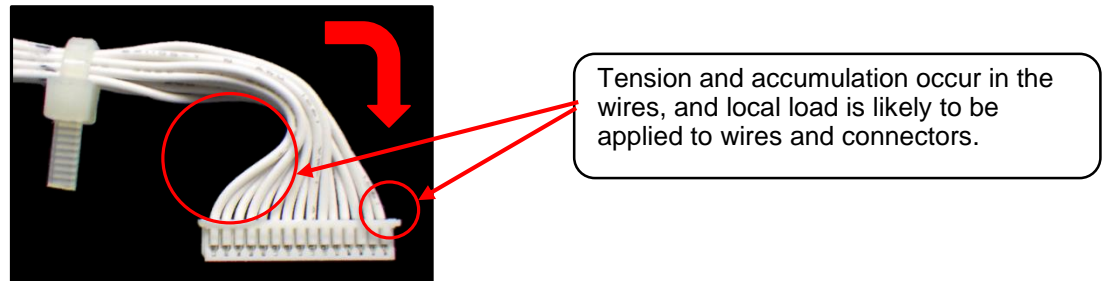 Tension and accumulation occur in the
wires, and local load is likely to be
applied to wires and connectors.